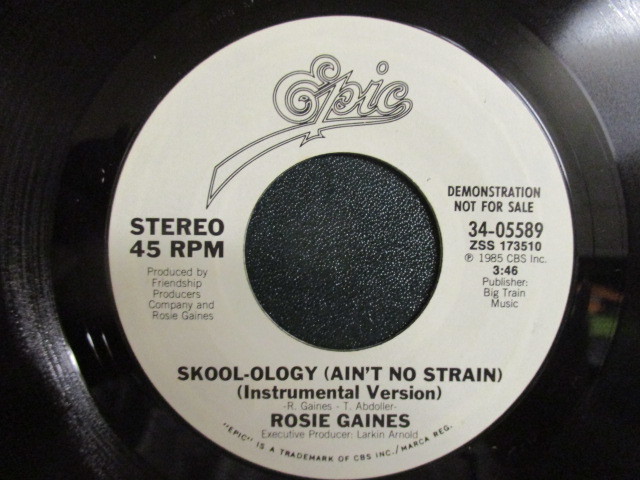 Epic
DEMONSTRATION
NOT FOR SALE
STEREO
45 RPM
34-05589
ZSS 173510
℗ 1985 CBS Inc.
3:46
Publisher:
Big Train
Music
Produced by
Friendship
Producers
Company and
Rosie Gaines
SKOOL-OLOGY (AIN'T NO STRAIN)
(Instrumental Version)
-R. Gaines - T. Abdoller-
ROSIE GAINES
Executive Producer: Larkin Arnold
"EPIC" IS A TRADEMARK OF CBS INC./MARCA REG.